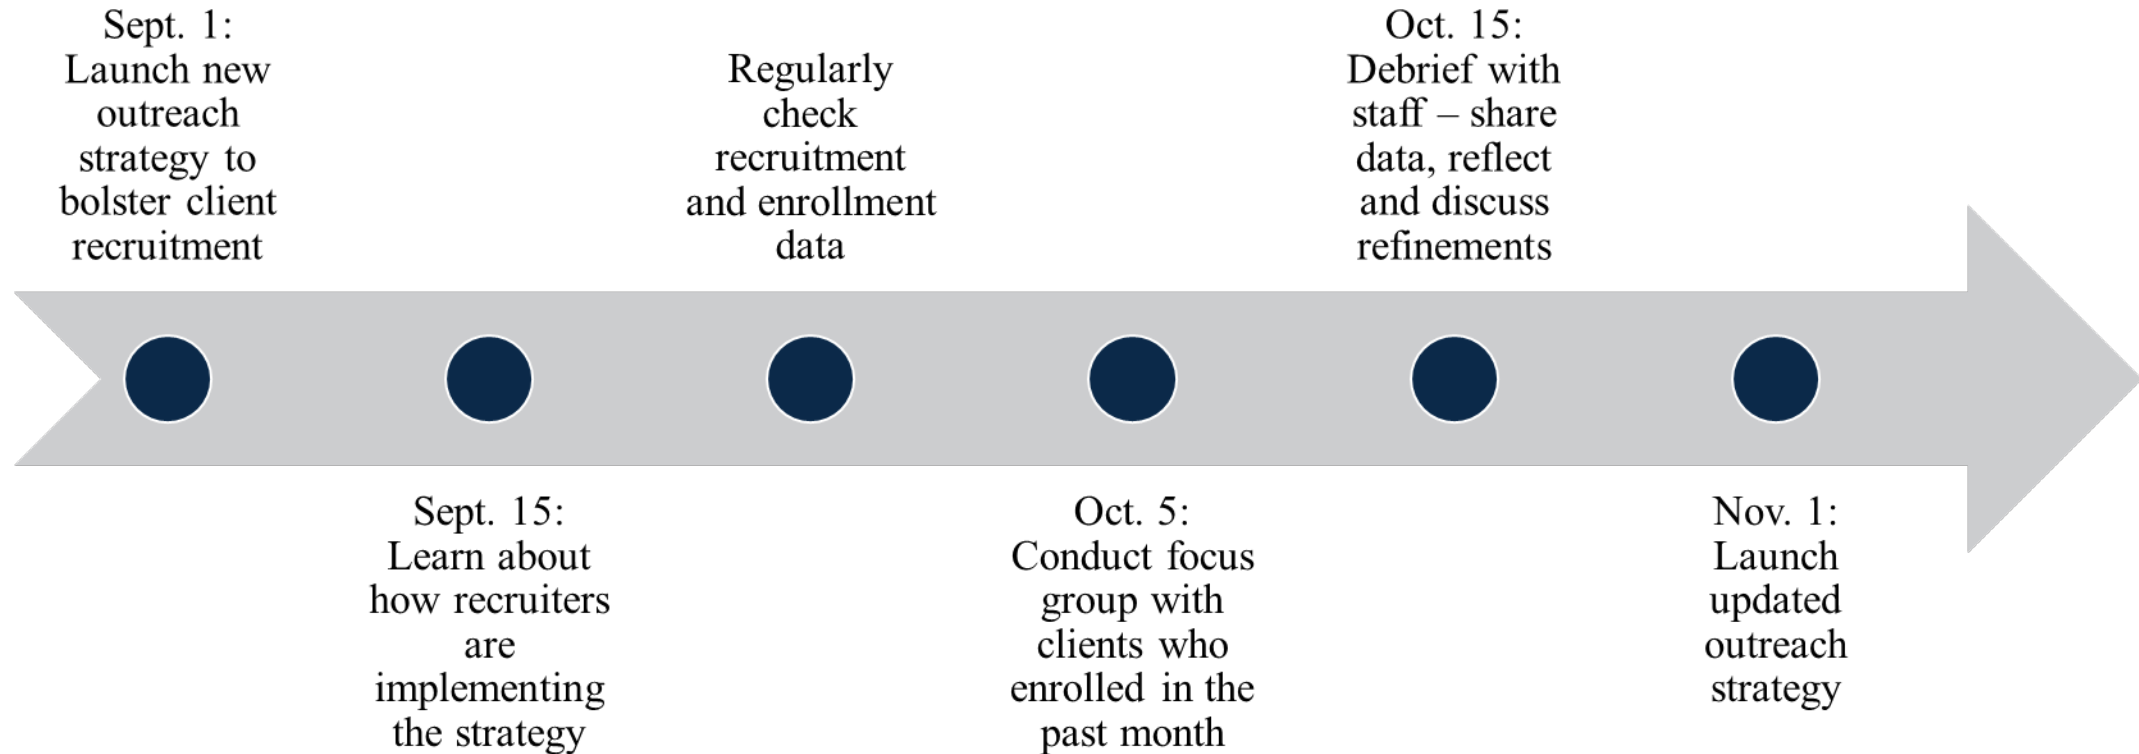 Sept. 1:
Launch new
outreach
strategy to
bolster client
recruitment
Sept. 15:
Learn about
how recruiters
are
implementing
the strategy
Regularly
check
recruitment
and enrollment
data
Oct. 5:
Conduct focus
group with
clients who
enrolled in the
past month
Oct. 15:
Debrief with
staff – share
data, reflect
and discuss
refinements
Nov. 1:
Launch
updated
outreach
strategy